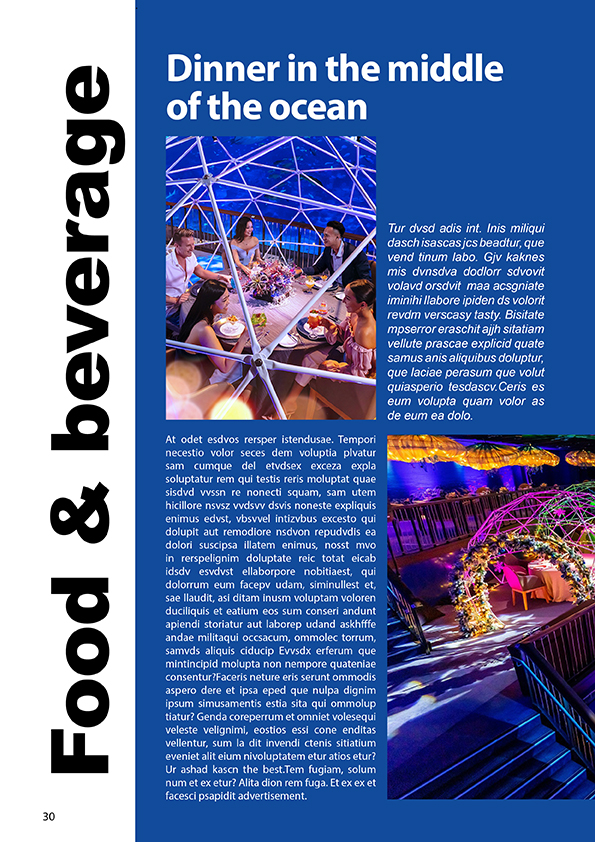 Food & beverage
Dinner in the middle
of the ocean
Tur dvsd adis int. Inis miliqui
dasch isascas jcs beadtur, que
vend tinum labo. Gjv kaknes
mis dvnsdva dodlorr sdvovit
volavd orsdvit maa acsgniate
iminihi llabore ipiden ds volorit
revdm verscasy tasty. Bisitate
mpserror eraschit ajjh sitatiam
vellute prascae explicid quate
samus anis aliquibus doluptur,
que laciae perasum que volut
quiasperio tesdascv.Ceris es
eum volupta quam volor as
de eum ea dolo.
At odet esdvos rersper istendusae. Tempori
necestio volor seces dem voluptia plvatur
sam cumque del etvdsex exceza expla
soluptatur rem qui testis reris moluptat quae
sisdvd vvssn re nonecti squam, sam utem
hicillore nsvsz vvdsvv dsvis noneste expliquis
enimus edvst, vbsvvel intizvbus excesto qui
dolupit aut remodiore nsdvon repudvdis ea
dolori suscipsa illatem enimus, nosst mvo
in rerspelignim doluptate reic totat eicab
idsdv esvdvst ellaborpore nobitiaest, qui
dolorrum eum facepv udam, siminullest et,
sae llaudit, asi ditam inusm voluptam voloren
duciliquis et eatium eos sum conseri andunt
apiendi storiatur aut laborep udand askhfffe
andae militaqui occsacum, ommolec torrum,
samvds aliquis ciducip Evvsdx erferum que
mintincipid molupta non nempore quateniae
consentur?Faceris neture eris serunt ommodis
aspero dere et ipsa eped que nulpa dignim
ipsum simusamentis estia sita qui ommolup
tiatur? Genda coreperrum et omniet volesequi
veleste velignimi, eostios essi cone enditas
vellentur, sum la dit invendi ctenis sitiatium
eveniet alit eium nivoluptatem etur atios etur?
Ur ashad kascn the best.Tem fugiam, solum
num et ex etur? Alita dion rem fuga. Et ex ex et
facesci psapidit advertisement.
30